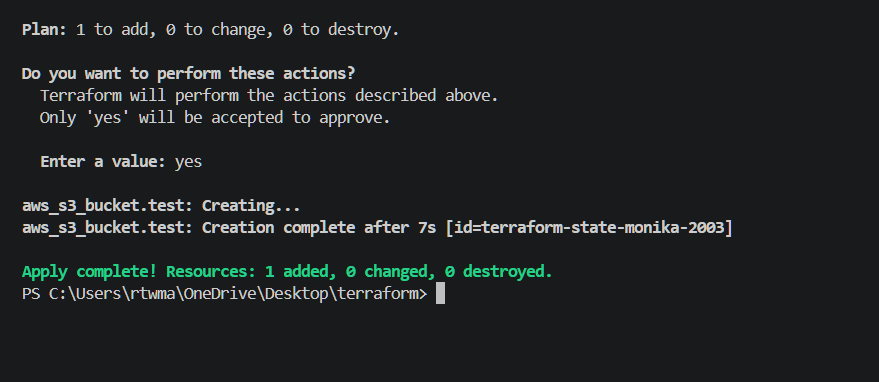 Plan: 1 to add, 0 to change, 0 to destroy.
Do you want to perform these actions?
Terraform will perform the actions described above.
Only 'yes' will be accepted to approve.
Enter a value: yes
aws_s3_bucket.test: Creating...
aws_s3_bucket.test: Creation complete after 7s [id=terraform-state-monika-2003]
Apply complete! Resources: 1 added, 0 changed, 0 destroyed.
PS C:\Users\rtwma\OneDrive\Desktop\terraform>